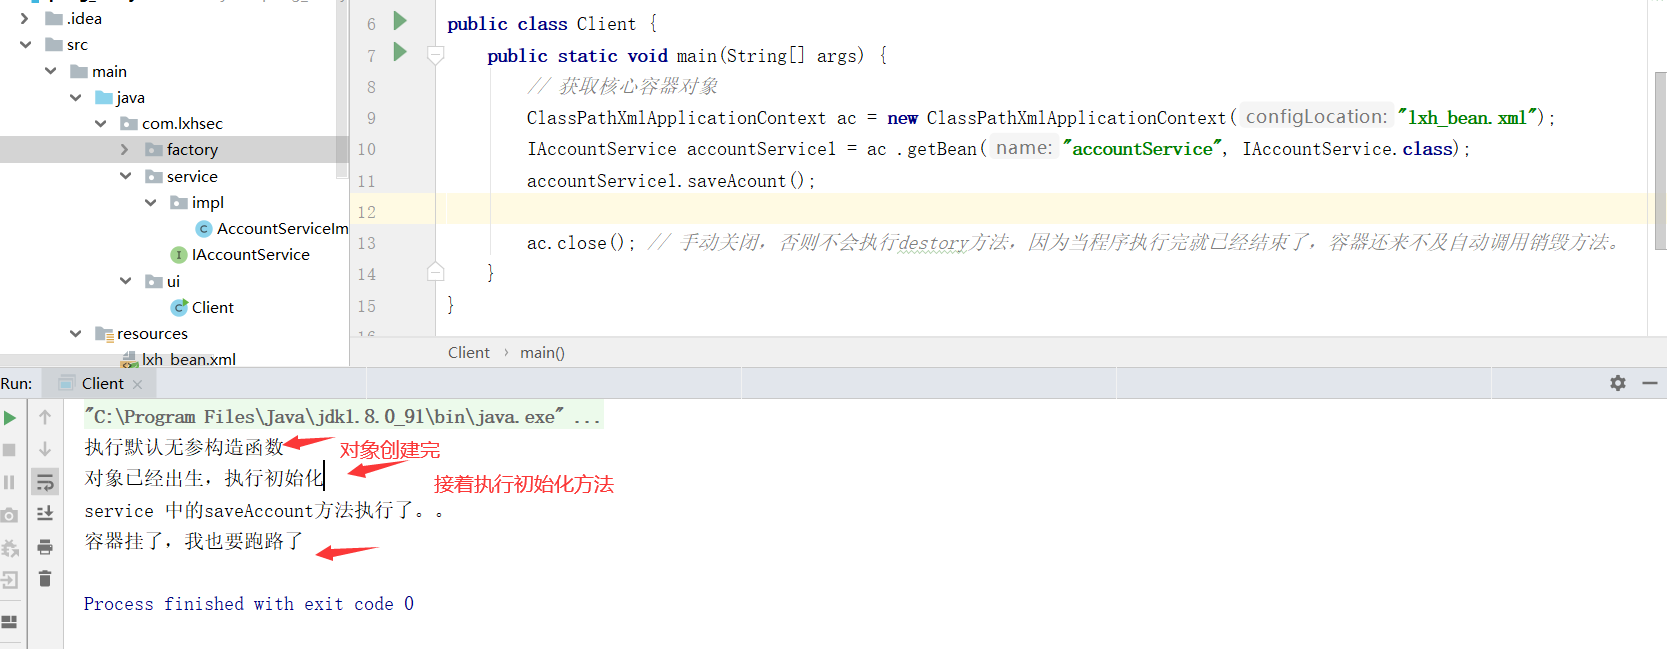 .idea
src
main
java
com.lxhsec
factory
service
impl
AccountServiceIm
IAccountService
ui
Client
resources
lxh_bean.xml
6 public class Client {
7 public static void main(String[] args) {
8 // 获取核心容器对象
9 ClassPathXmlApplicationContext ac = new ClassPathXmlApplicationContext( configLocation: "lxh_bean.xml");
10 IAccountService accountService1 = ac .getBean( name: "accountService", IAccountService.class);
11 accountService1.saveAcount();
12
13 ac.close(); // 手动关闭，否则不会执行destory方法，因为当程序执行完就已经结束了，容器还来不及自动调用销毁方法。
14 }
15 }
16
Client › main()
Run: Client
"C:\Program Files\Java\jdk1.8.0_91\bin\java.exe" ...
执行默认无参构造函数
对象创建完
对象已经出生，执行初始化
接着执行初始化方法
service 中的saveAccount方法执行了。。
容器挂了，我也要跑路了
Process finished with exit code 0